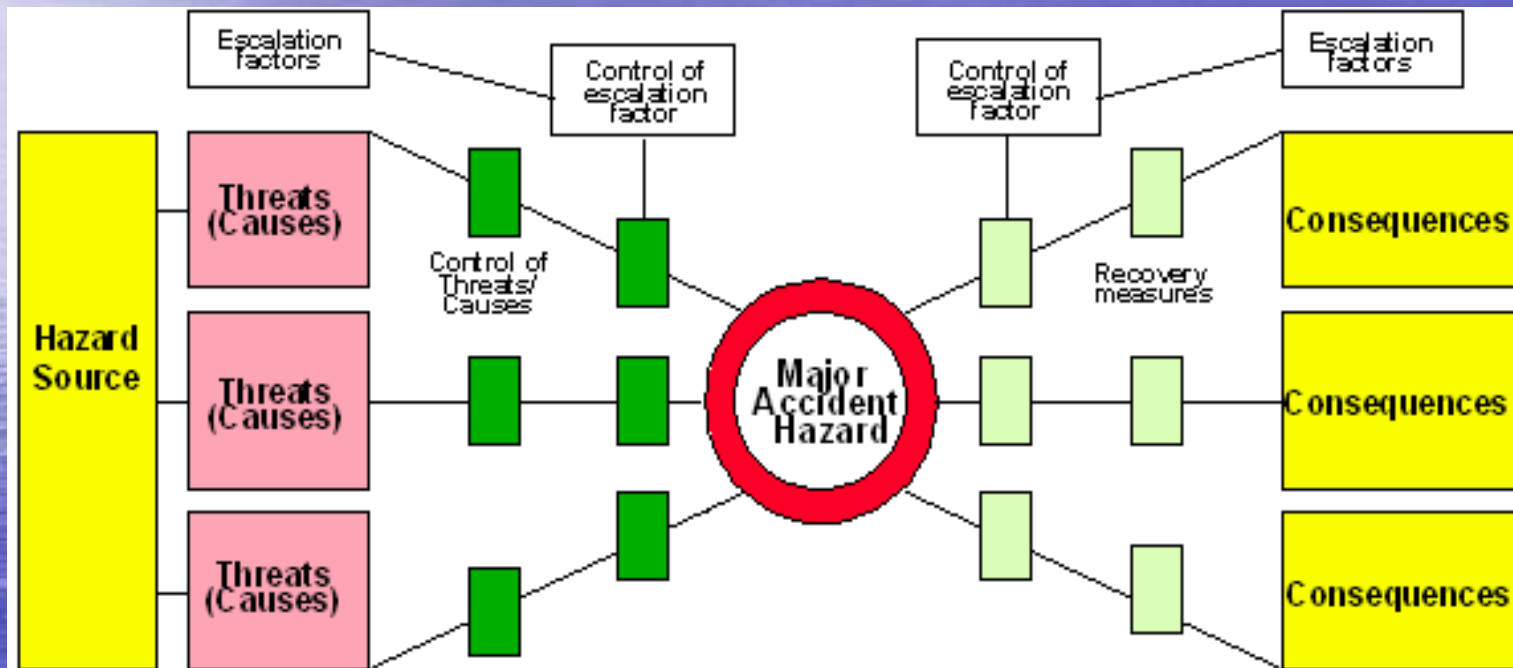 Escalation
factors
Control of
escalation
factor
Control of
escalation
factor
Escalation
factors
Hazard
Source
Threats
(Causes)
Control of
Threats/
Causes
Threats
(Causes)
Threats
(Causes)
Major
Accident
Hazard
Recovery
measures
Consequences
Consequences
Consequences